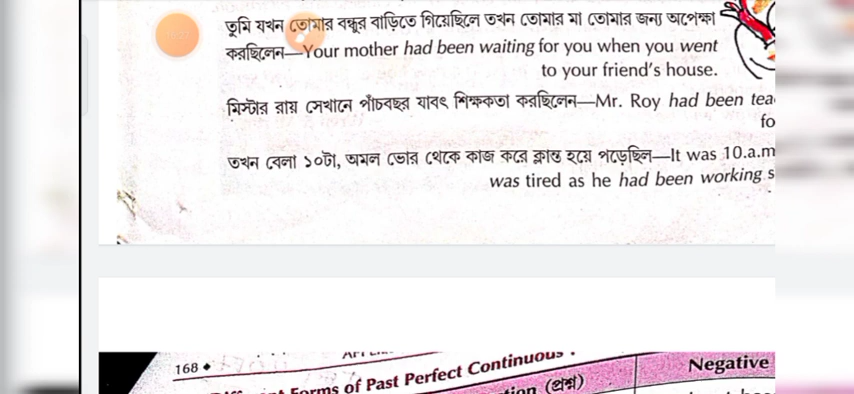 তুমি যখন তোমার বন্ধুর বাড়িতে গিয়েছিলে তখন তোমার মা তোমার জন্য অপেক্ষা
করছিলেন—Your mother had been waiting for you when you went
to your friend's house.
মিস্টার রায় সেখানে পাঁচবছর যাবৎ শিক্ষকতা করছিলেন—Mr. Roy had been tea
fo
তখন বেলা ১০টা, অমল ভোর থেকে কাজ করে ক্লান্ত হয়ে পড়েছিল—It was 10.a.m
was tired as he had been working s
168
orms of Past Perfect Continuous
Negative
(প্রশ্ন)